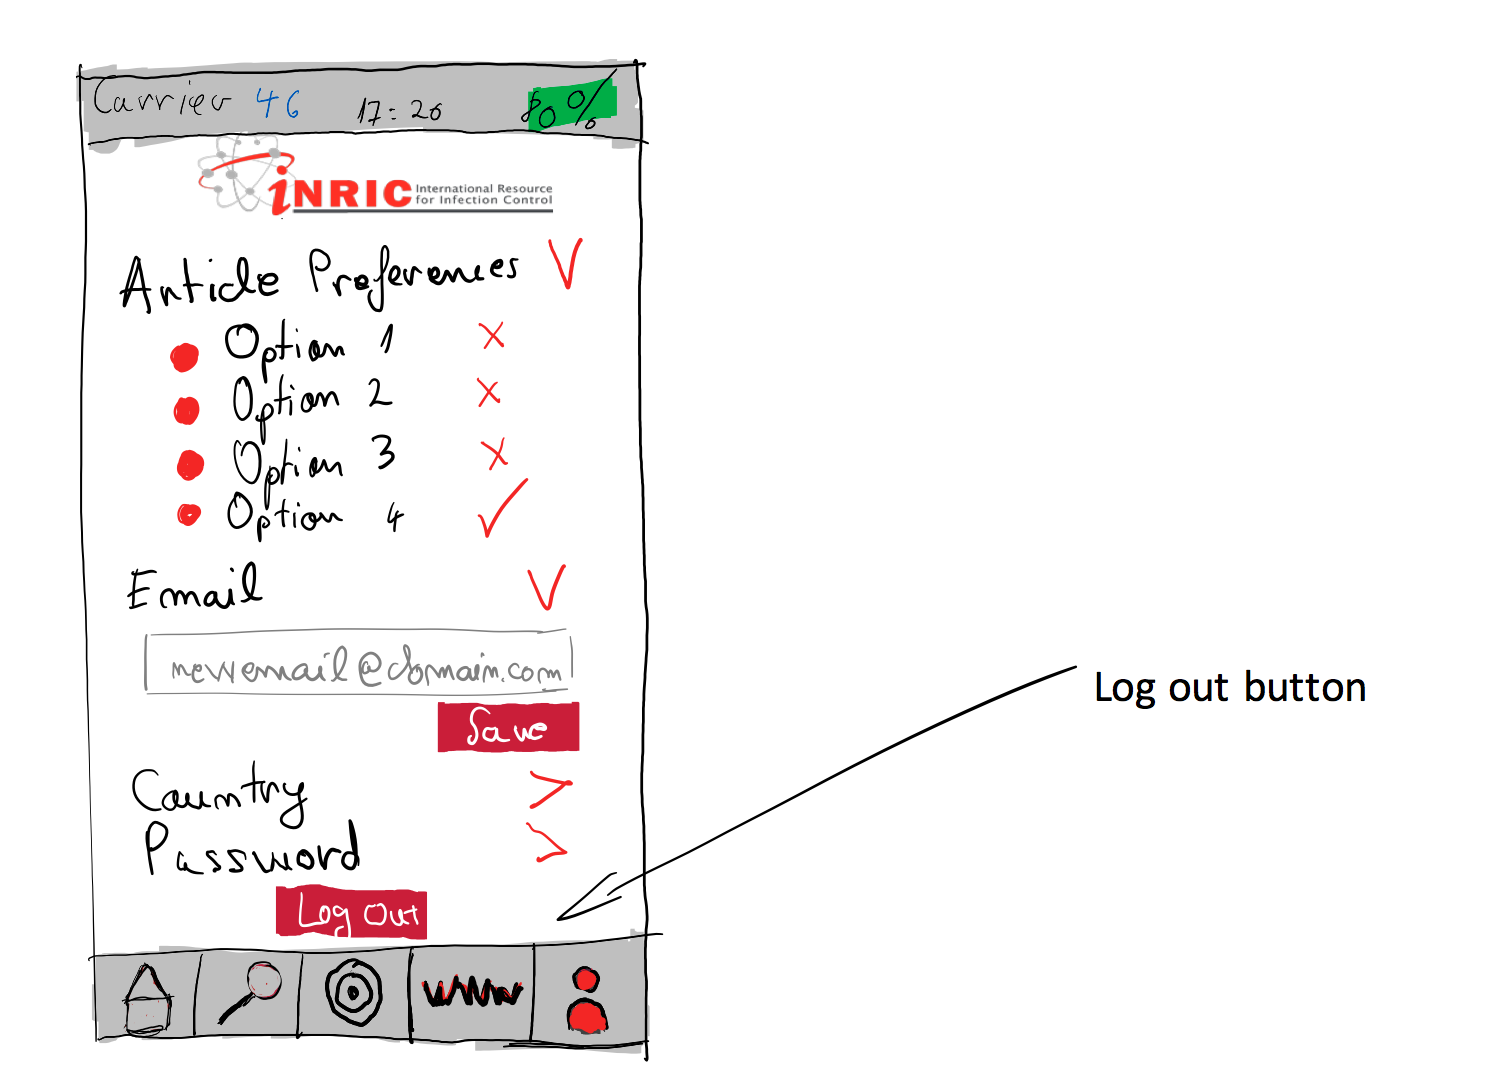 Carrier 4G 17:26 80%
iNRIC International Resource
for Infection Control
Article Preferences V
Option 1 X
Option 2 X
Option 3 X
Option 4
Email V
newemail@domain.com
Save
Log out button
Country >
Password >
Log Out
www